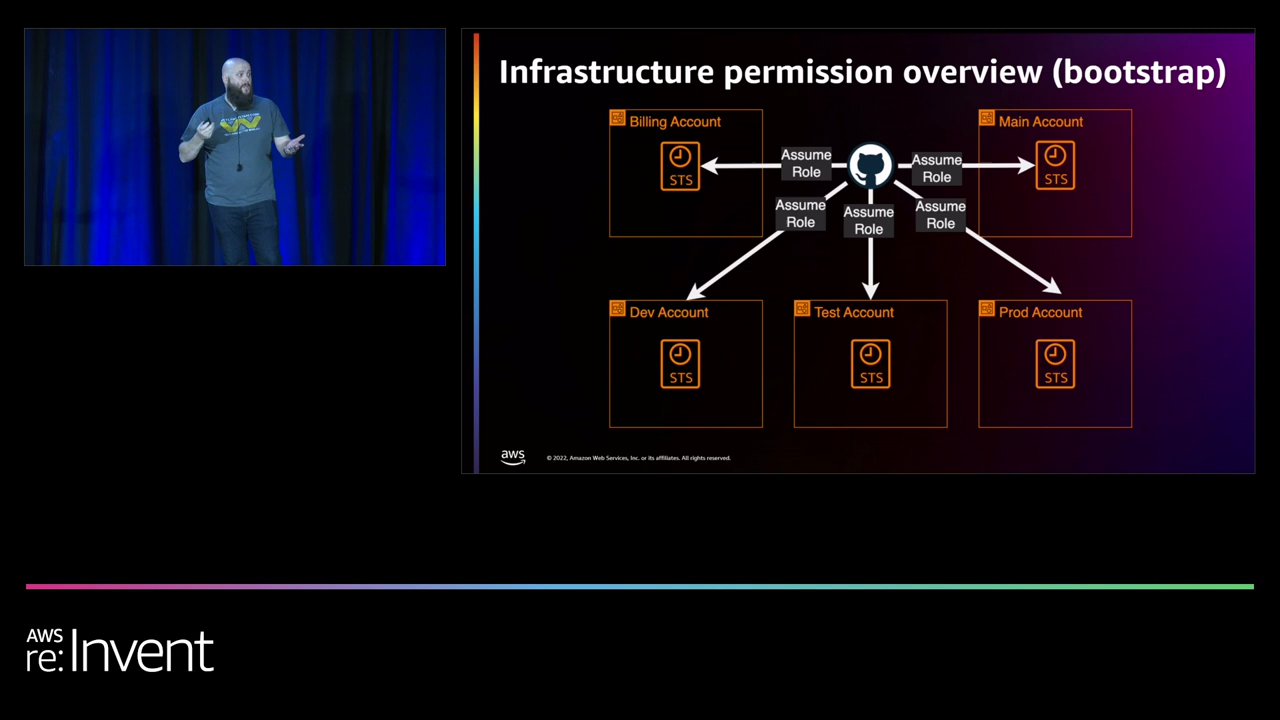 Infrastructure permission overview (bootstrap)
Billing Account
STS
Assume
Role
Assume
Role
Main Account
STS
Assume
Role
Assume
Role
Assume
Role
Dev Account
STS
Test Account
STS
Prod Account
STS
aws
© 2022, Amazon Web Services, Inc. or its affiliates. All rights reserved.
AWS
re:Invent